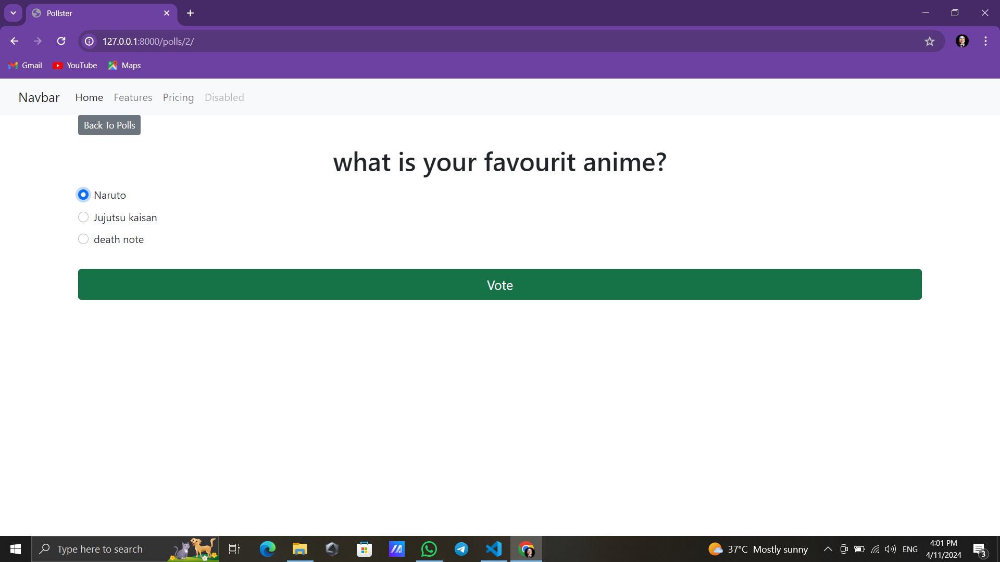 Pollster
127.0.0.1:8000/polls/2/
Gmail YouTube Maps
Navbar Home Features Pricing Disabled
Back To Polls
what is your favourit anime?
Naruto
Jujutsu kaisan
death note
Vote
Type here to search
37°C Mostly sunny
ENG
4:01 PM
4/11/2024
3